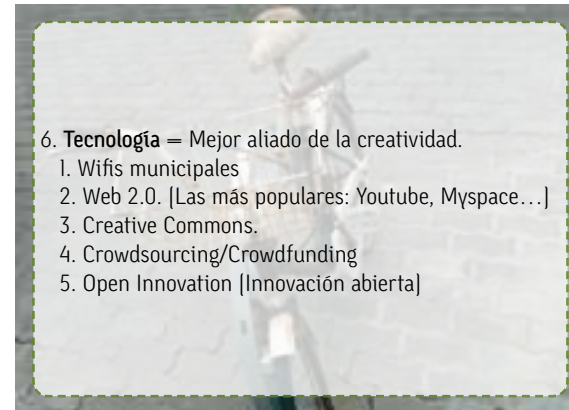 6. Tecnología = Mejor aliado de la creatividad.
1. Wifis municipales
2. Web 2.0. (Las más populares: Youtube, Myspace…)
3. Creative Commons.
4. Crowdsourcing/Crowdfunding
5. Open Innovation (Innovación abierta)